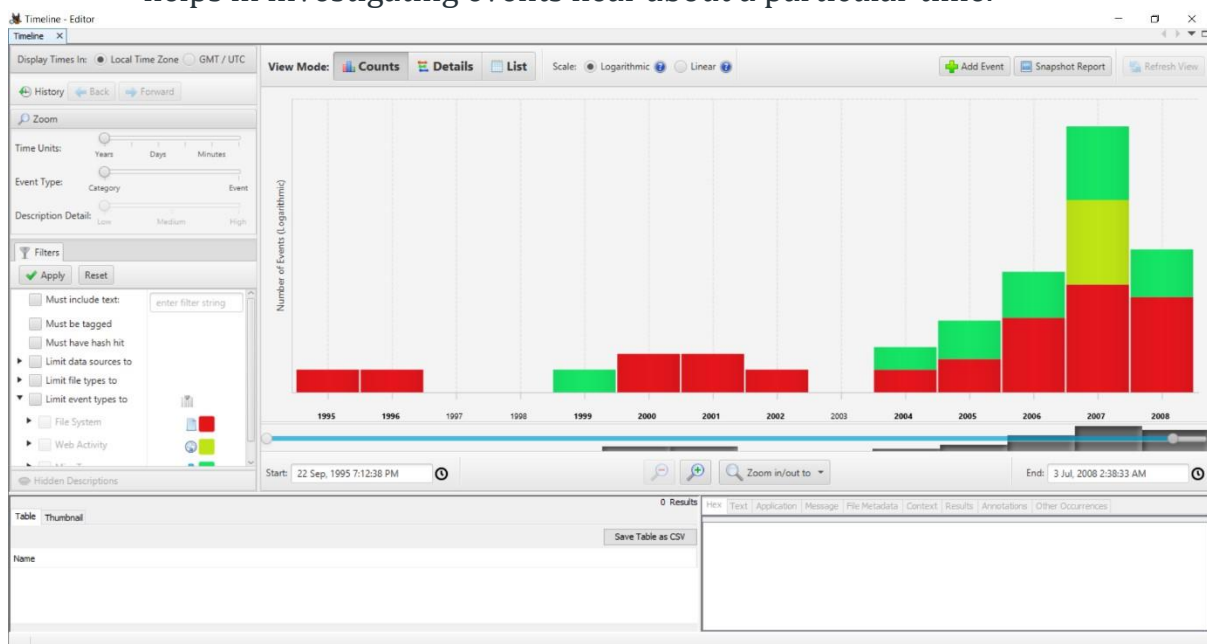 helps in investigating events near about a particular time.
Timeline - Editor
Timeline X
Display Times In: Local Time Zone GMT / UTC
History Back Forward
Zoom
Time Units: Years Days Minutes
Event Type: Category Event
Description Detail: Low Medium High
Filters
Apply Reset
Must include text: enter filter string
Must be tagged
Must have hash hit
Limit data sources to
Limit file types to
Limit event types to
File System
Web Activity
Hidden Descriptions
View Mode: Counts Details List Scale: Logarithmic Linear Add Event Snapshot Report Refresh View
Number of Events (Logarithmic)
1995 1996 1997 1998 1999 2000 2001 2002 2003 2004 2005 2006 2007 2008
Start: 22 Sep, 1995 7:12:38 PM Zoom in/out to End: 3 Jul, 2008 2:38:33 AM
0 Results
Table Thumbnail
Save Table as CSV
Name
Hex Text Application Message File Metadata Context Results Annotations Other Occurrences